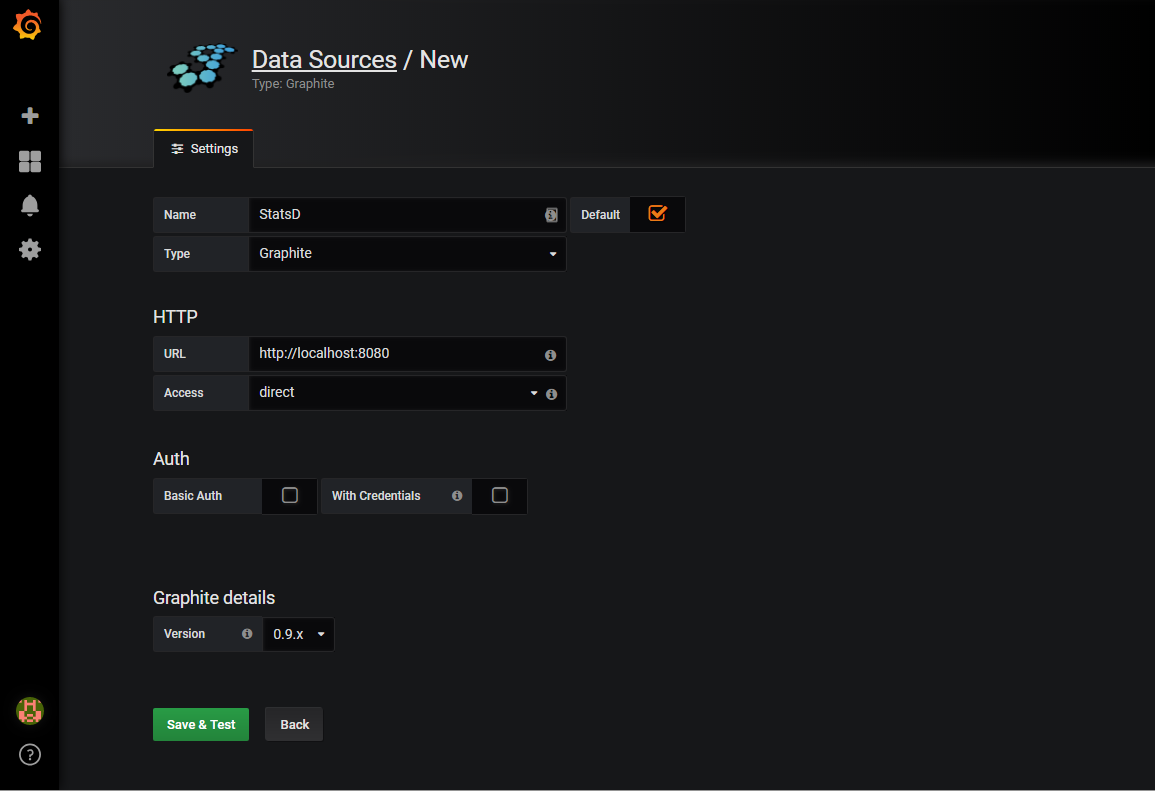 Data Sources / New
Type: Graphite
Settings
Name StatsD Default
Type Graphite
HTTP
URL http://localhost:8080
Access direct
Auth
Basic Auth With Credentials
Graphite details
Version 0.9.x
Save & Test Back